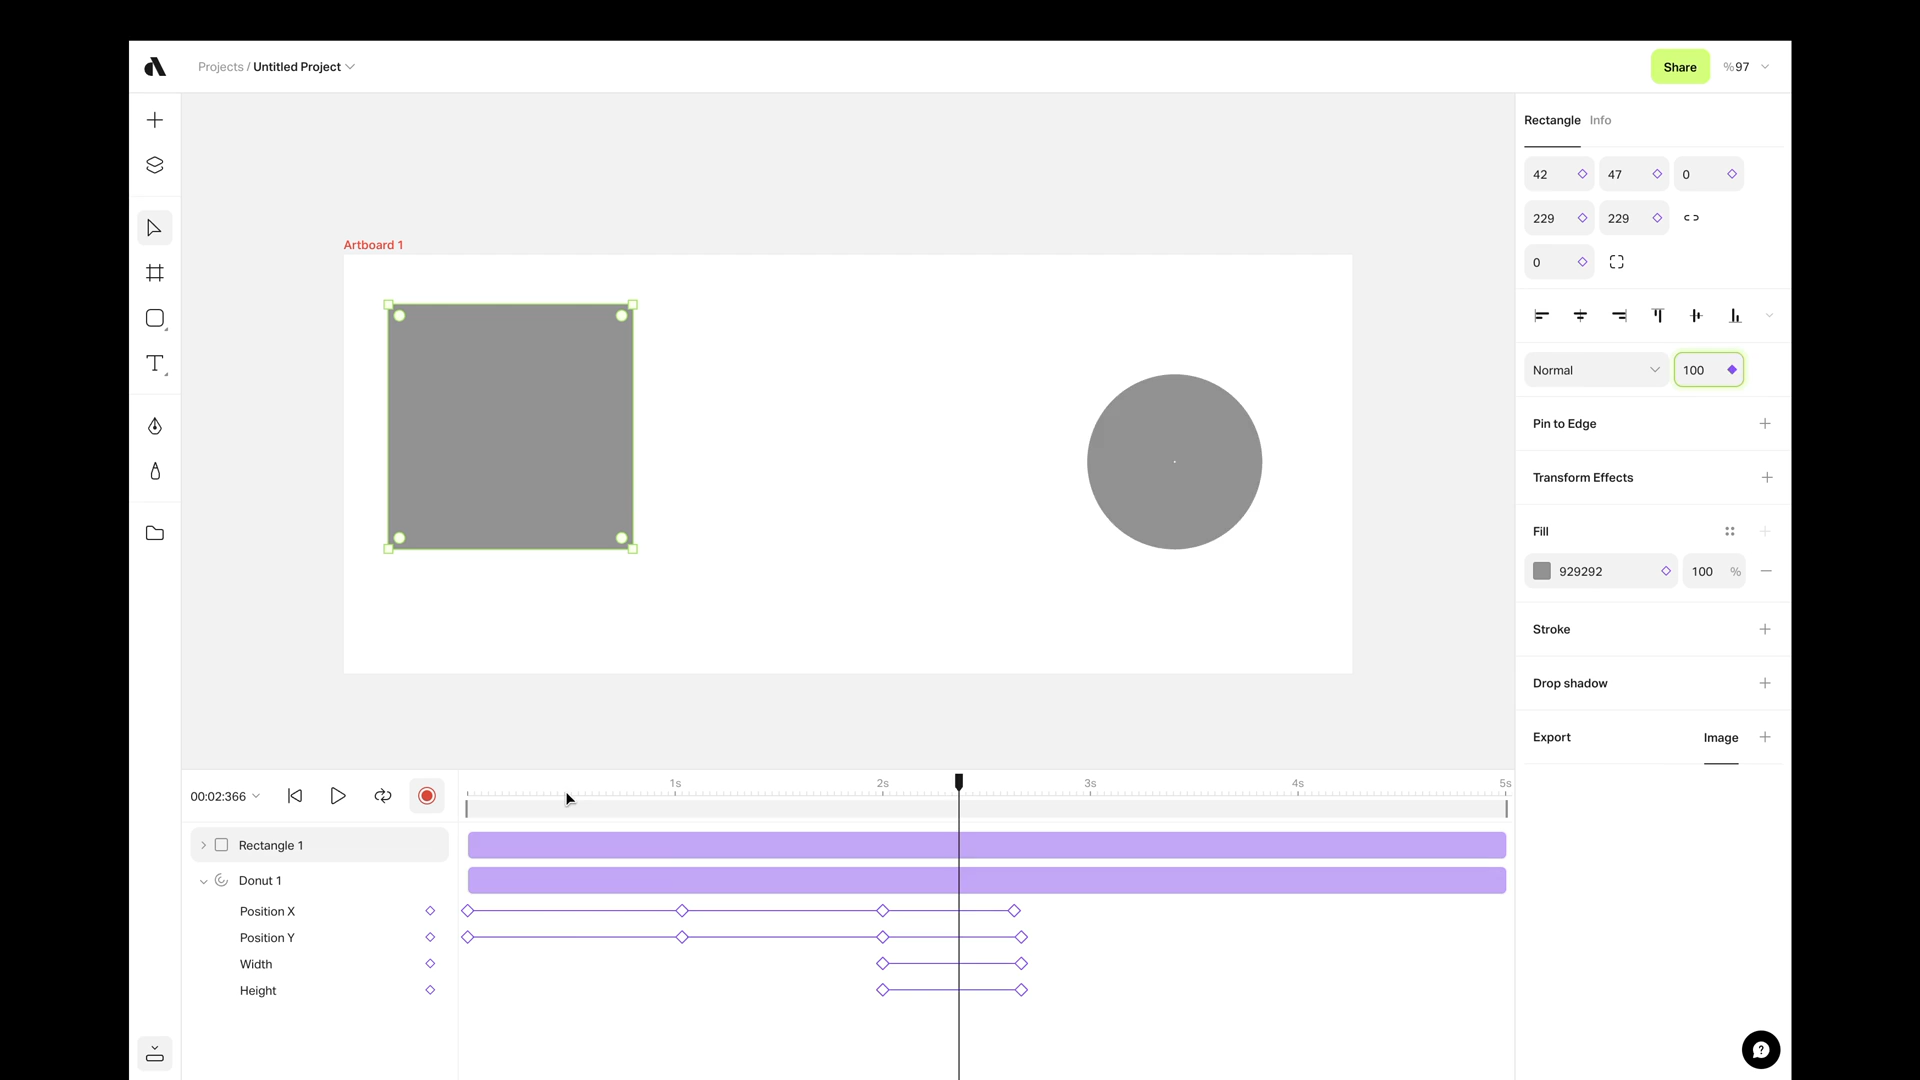 Projects / Untitled Project
Share
%97
Rectangle Info
42 47 0
229 229
0
Artboard 1
Normal 100
Pin to Edge
Transform Effects
Fill
929292 100 %
Stroke
Drop shadow
Export Image
00:02:366
1s 2s 3s 4s 5s
Rectangle 1
Donut 1
Position X
Position Y
Width
Height